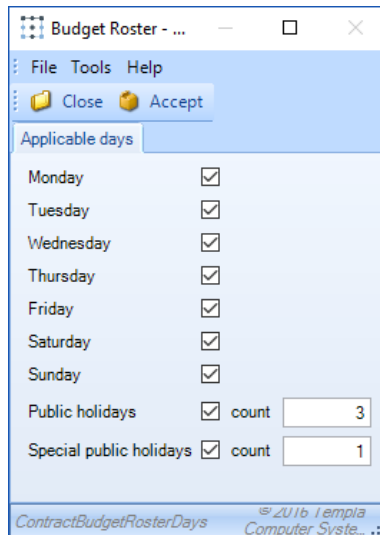 Budget Roster - ...
File Tools Help
Close Accept
Applicable days
Monday
Tuesday
Wednesday
Thursday
Friday
Saturday
Sunday
Public holidays count 3
Special public holidays count 1
ContractBudgetRosterDays © 2016 Templa
Computer Syste...